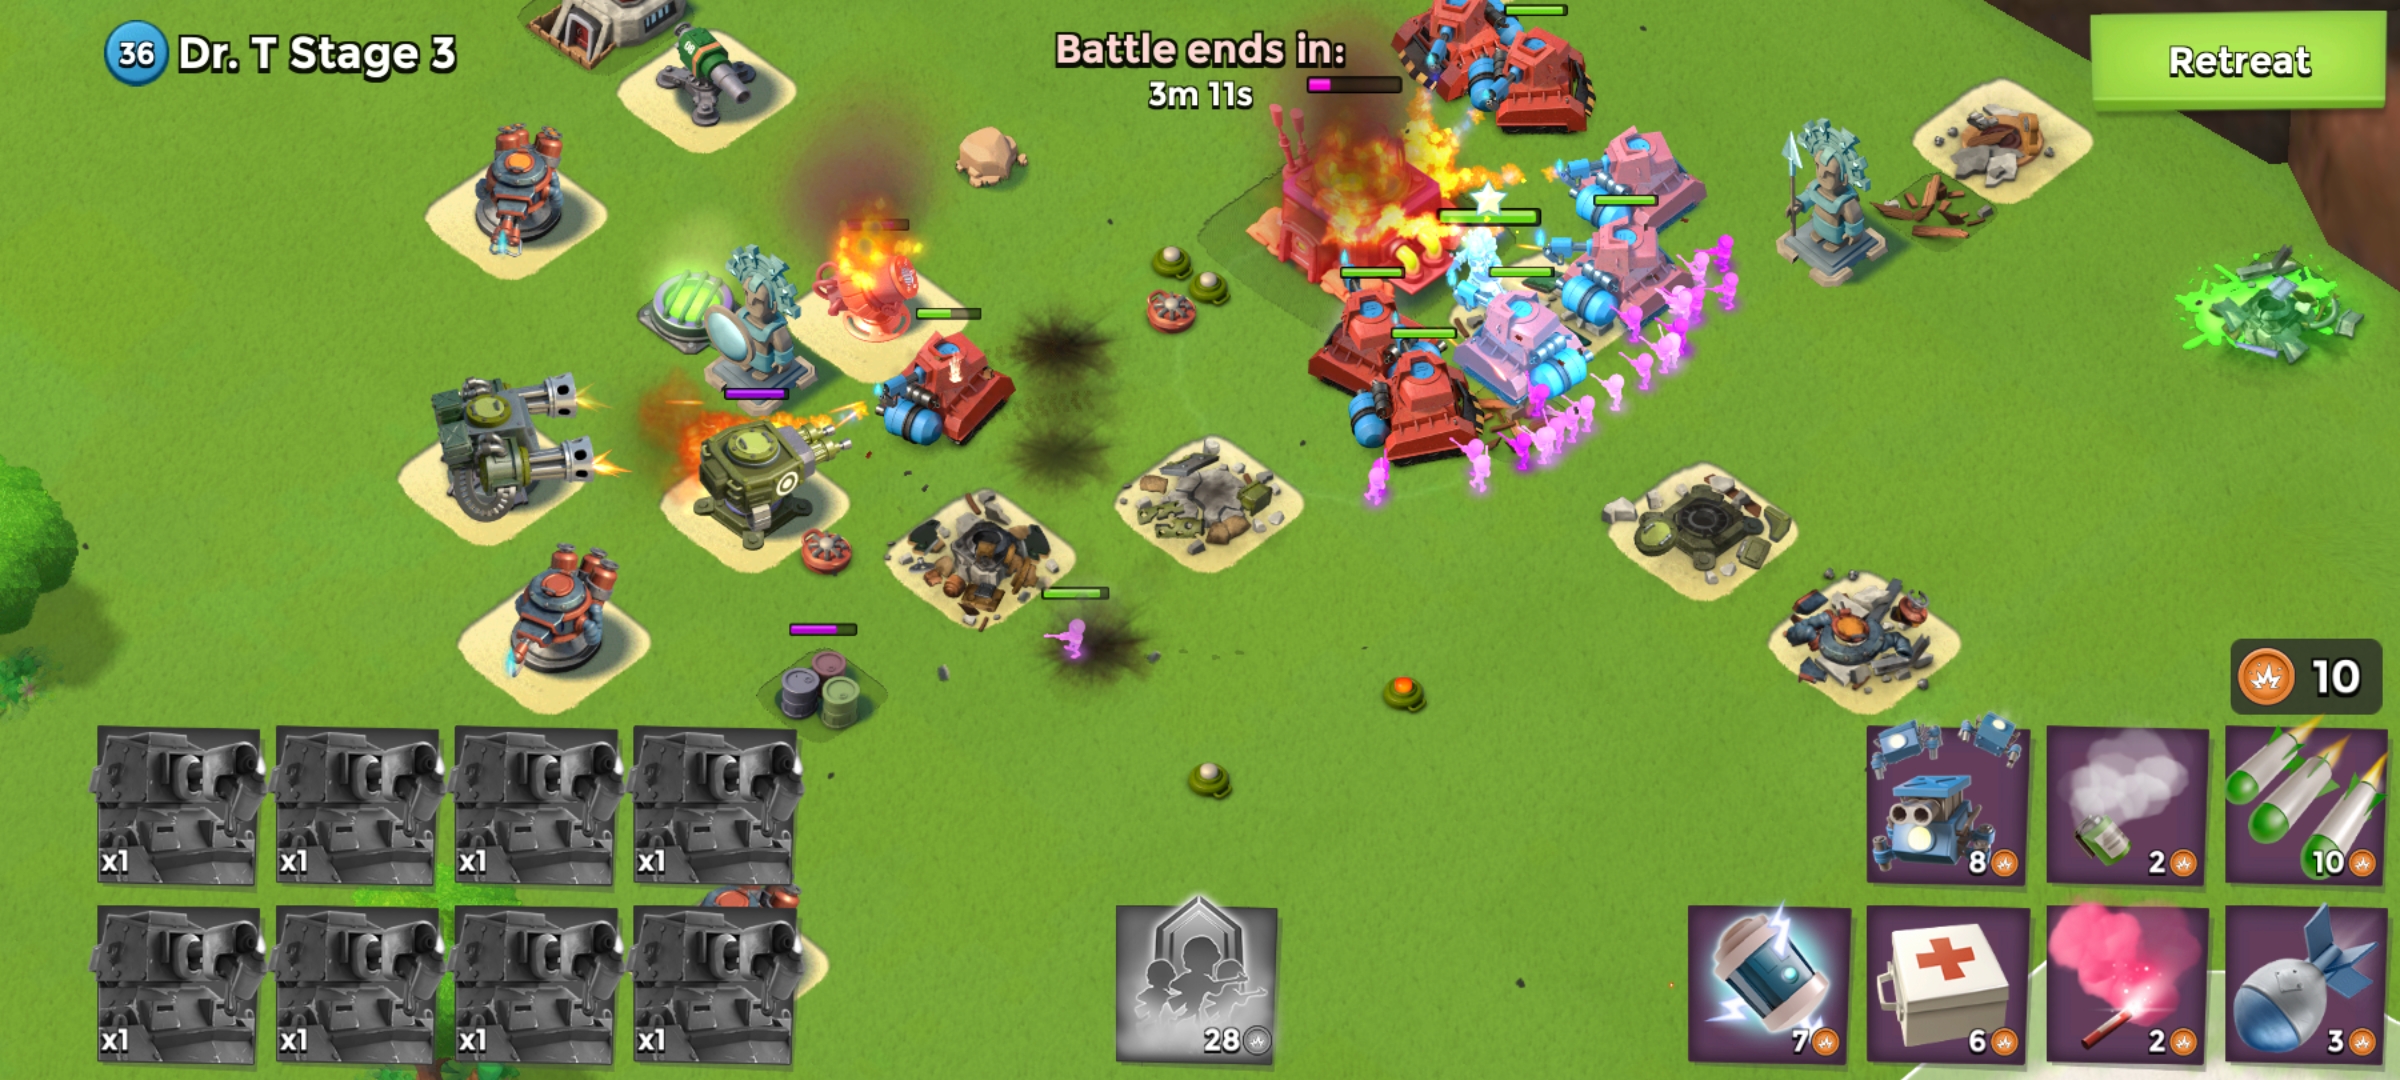 36 Dr. T Stage 3
Battle ends in:
3m 11s
Retreat
10
x1 x1 x1 x1
8 2 10
x1 x1 x1 x1
28
7 6 2 3